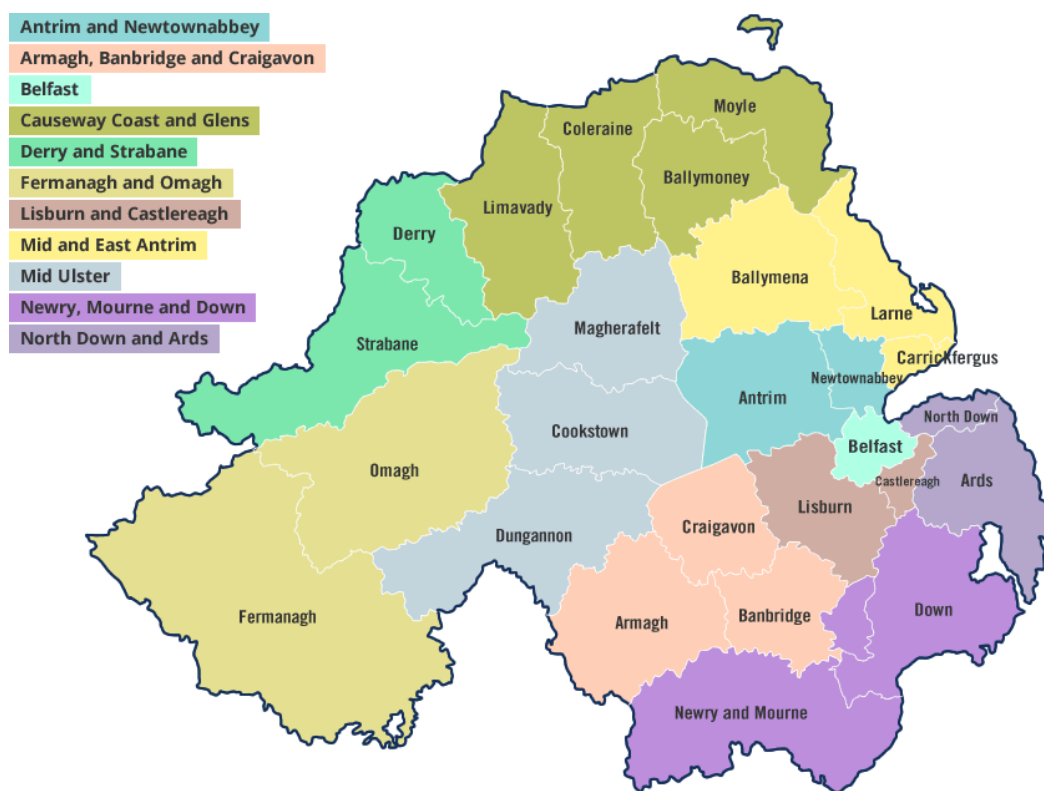 Antrim and Newtownabbey
Armagh, Banbridge and Craigavon
Belfast
Causeway Coast and Glens
Derry and Strabane
Fermanagh and Omagh
Lisburn and Castlereagh
Mid and East Antrim
Mid Ulster
Newry, Mourne and Down
North Down and Ards
Moyle
Coleraine
Ballymoney
Limavady
Derry
Ballymena
Larne
Magherafelt
Strabane
Carrickfergus
Newtownabbey
Antrim
North Down
Cookstown
Belfast
Omagh
Castlereagh
Ards
Lisburn
Craigavon
Dungannon
Down
Fermanagh
Banbridge
Armagh
Newry and Mourne